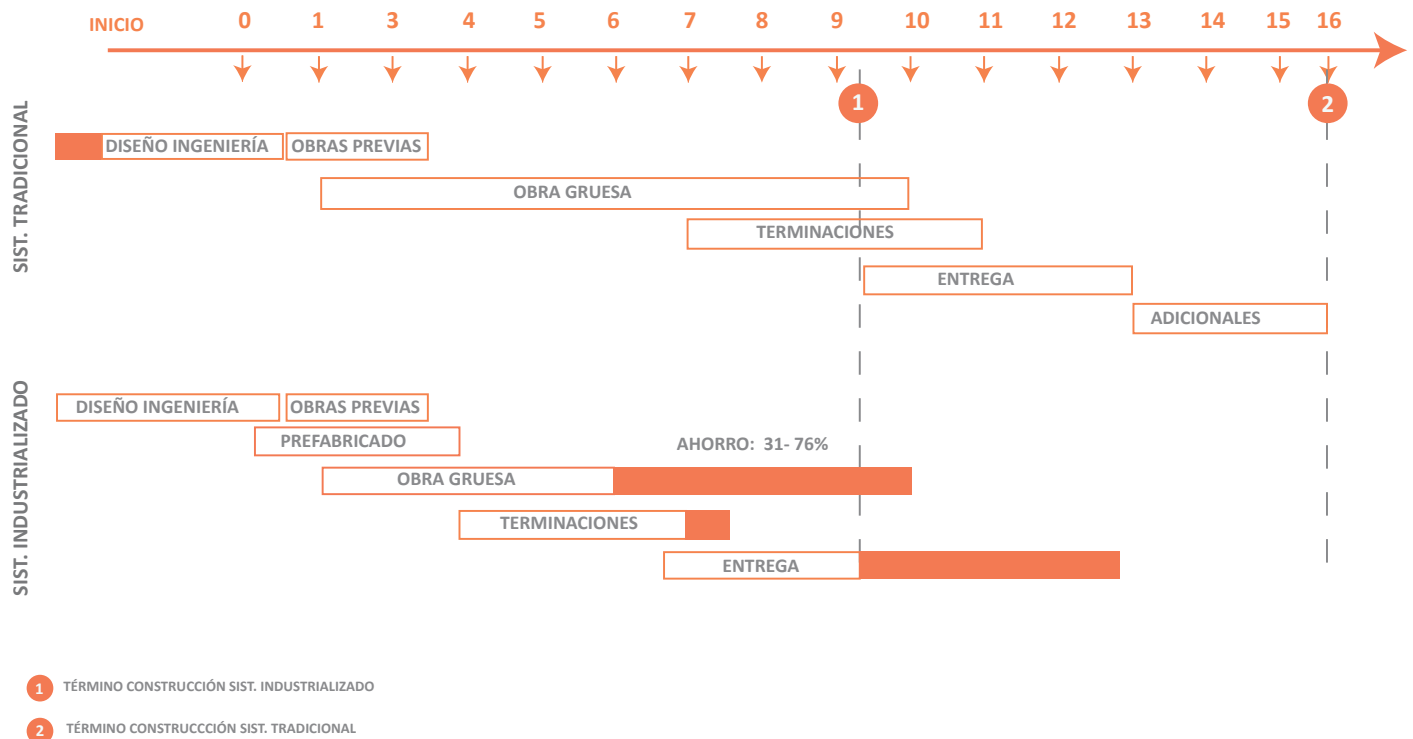 INICIO 0 1 3 4 5 6 7 8 9 10 11 12 13 14 15 16
1 2
SIST. TRADICIONAL
DISEÑO INGENIERÍA OBRAS PREVIAS
OBRA GRUESA
TERMINACIONES
ENTREGA
ADICIONALES
SIST. INDUSTRIALIZADO
DISEÑO INGENIERÍA OBRAS PREVIAS
PREFABRICADO
AHORRO: 31- 76%
OBRA GRUESA
TERMINACIONES
ENTREGA
1 TÉRMINO CONSTRUCCIÓN SIST. INDUSTRIALIZADO
2 TÉRMINO CONSTRUCCCIÓN SIST. TRADICIONAL